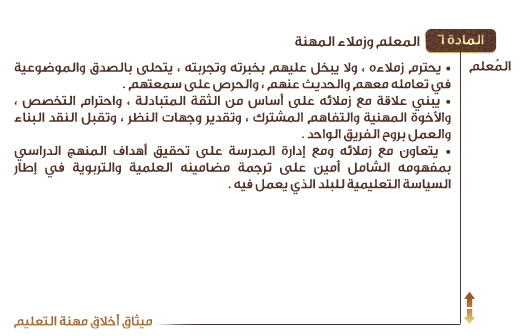 المادة ٦
المعلم وزملاء المهنة
المُعلم
• يحترم زملاءه ، ولا يبخل عليهم بخبرته وتجربته ، يتحلى بالصدق والموضوعية
في تعامله معهم والحديث عنهم ، والحرص على سمعتهم .
• يبني علاقة مع زملائه على أساس من الثقة المتبادلة ، واحترام التخصص ،
والأخوة المهنية والتفاهم المشترك ، وتقدير وجهات النظر ، وتقبل النقد البناء
والعمل بروح الفريق الواحد .
• يتعاون مع زملائه ومع إدارة المدرسة على تحقيق أهداف المنهج الدراسي
بمفهومه الشامل أمين على ترجمة مضامينه العلمية والتربوية في إطار
السياسة التعليمية للبلد الذي يعمل فيه .
ميثاق أخلاق مهنة التعليم